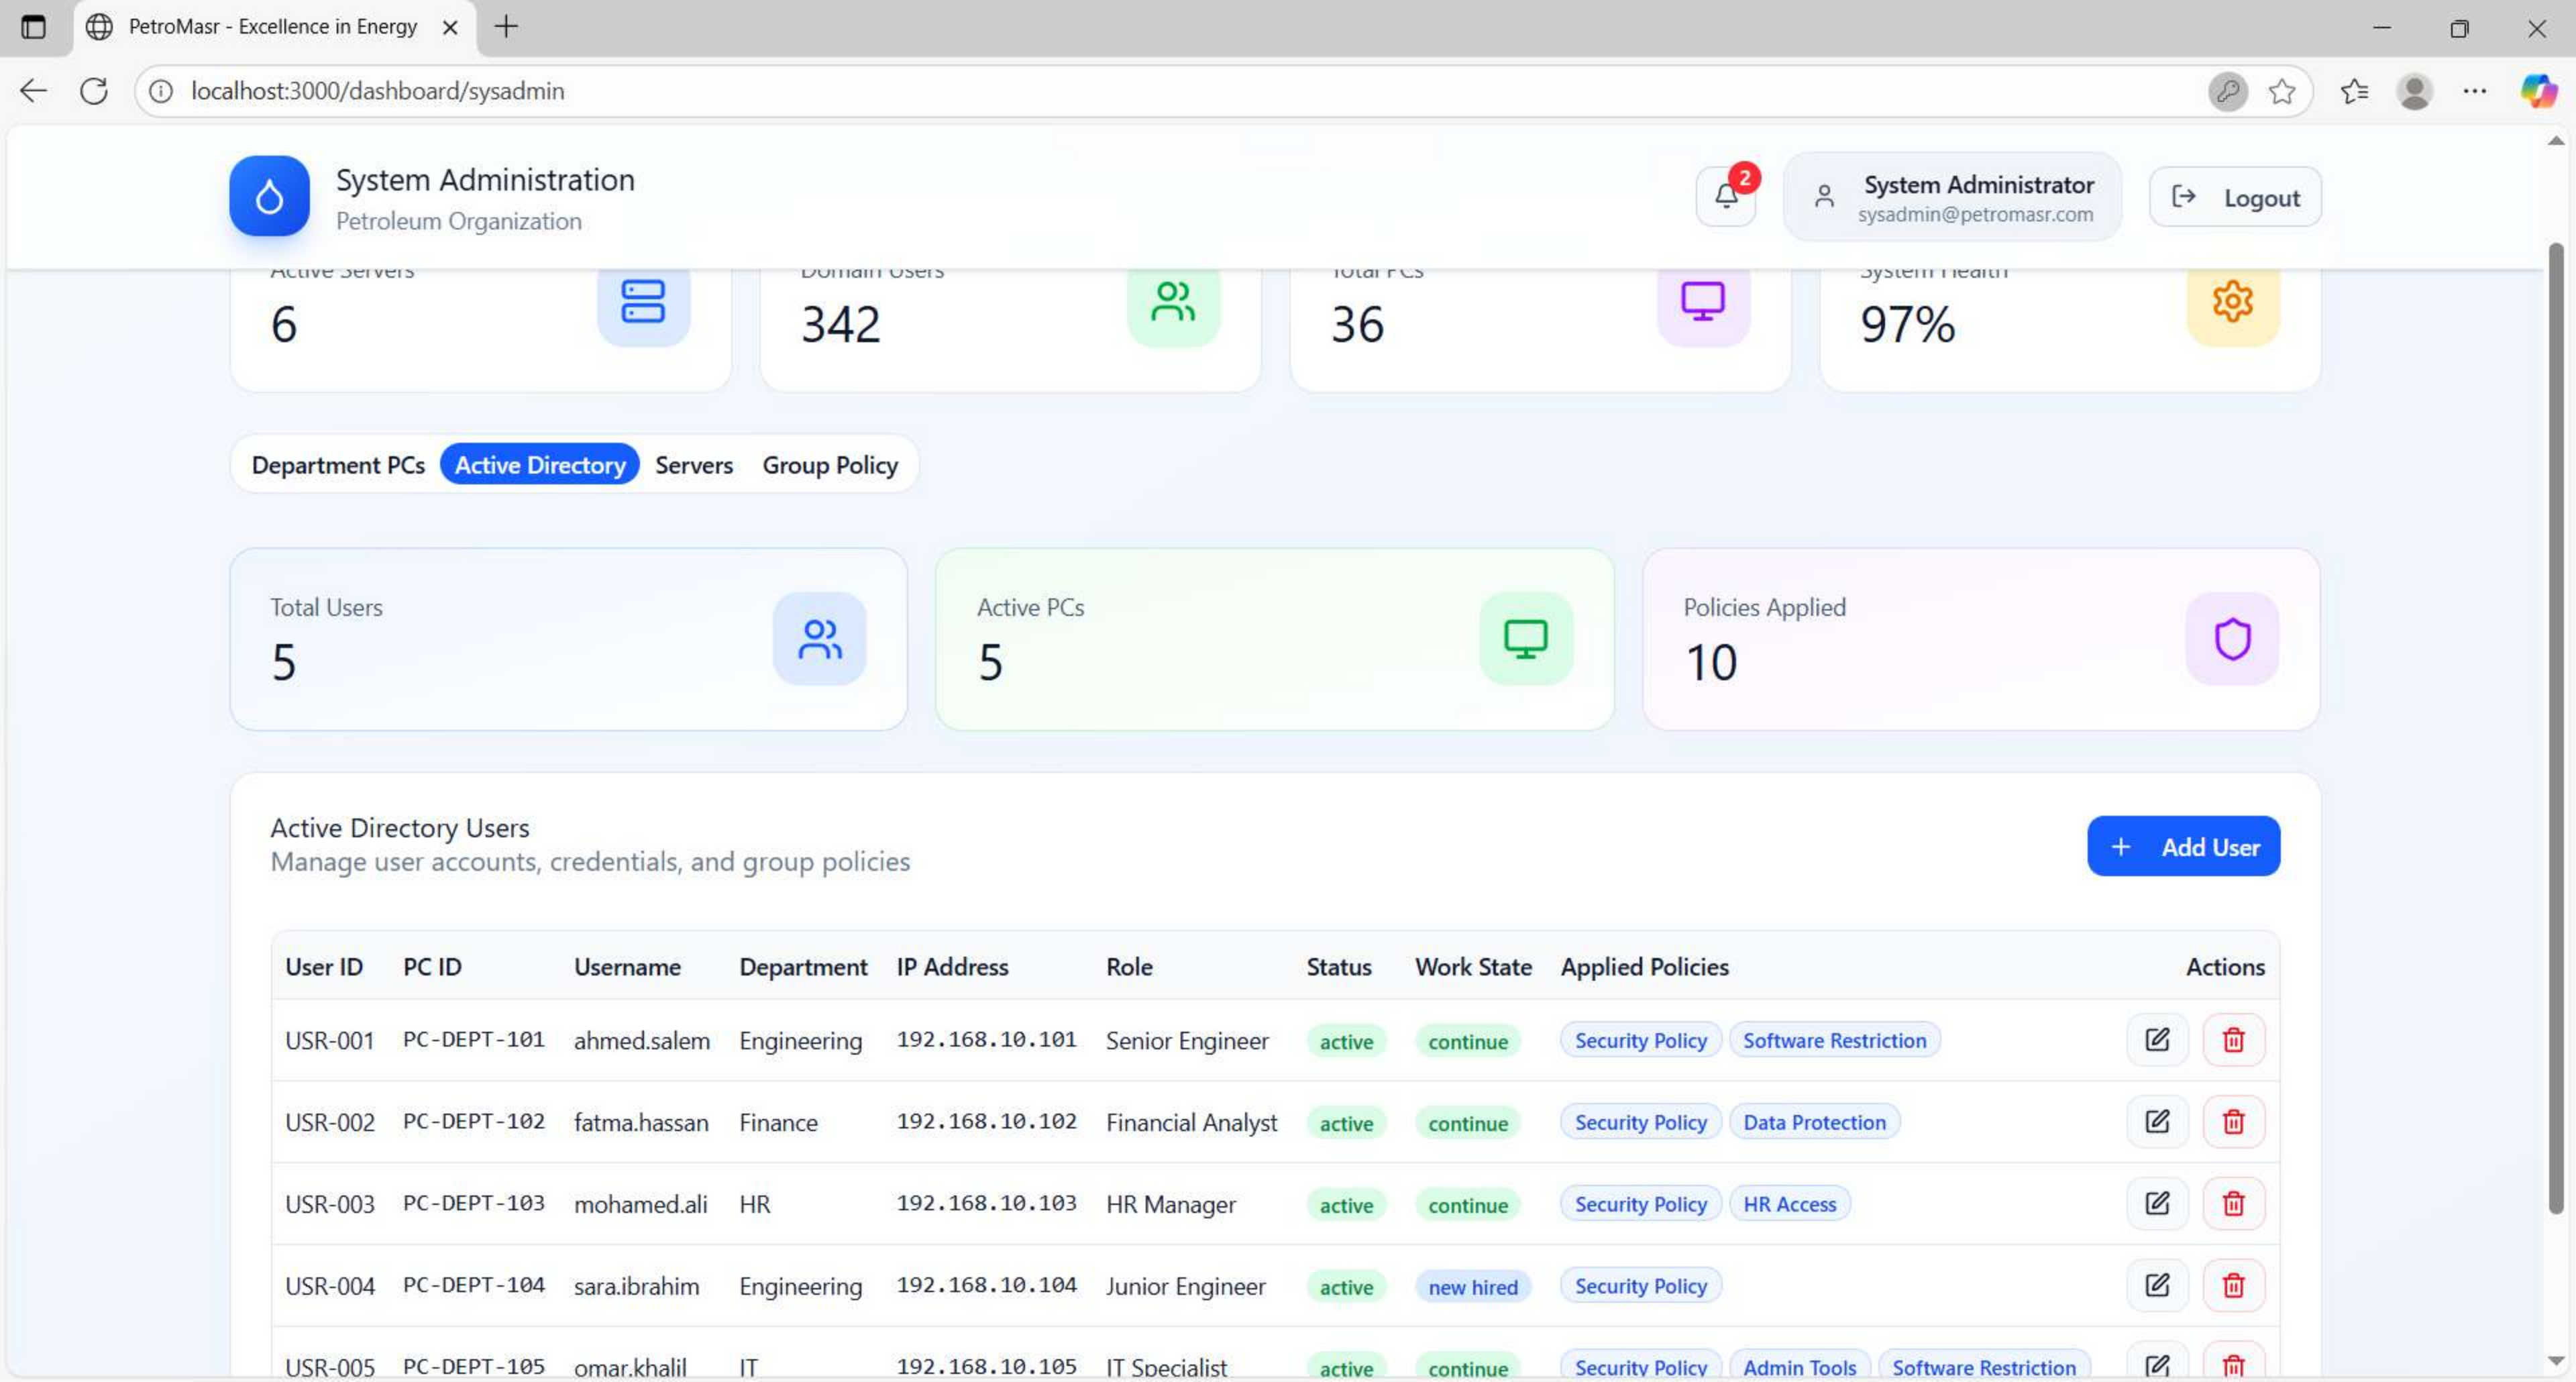 PetroMasr - Excellence in Energy
localhost:3000/dashboard/sysadmin
System Administration
Petroleum Organization
2
System Administrator
sysadmin@petromasr.com
Logout
Active Servers
6
Domain Users
342
Total PCs
36
System Health
97%
Department PCs Active Directory Servers Group Policy
Total Users
5
Active PCs
5
Policies Applied
10
Active Directory Users
Manage user accounts, credentials, and group policies
Add User
User ID PC ID Username Department IP Address Role Status Work State Applied Policies Actions
USR-001 PC-DEPT-101 ahmed.salem Engineering 192.168.10.101 Senior Engineer active continue Security Policy Software Restriction
USR-002 PC-DEPT-102 fatma.hassan Finance 192.168.10.102 Financial Analyst active continue Security Policy Data Protection
USR-003 PC-DEPT-103 mohamed.ali HR 192.168.10.103 HR Manager active continue Security Policy HR Access
USR-004 PC-DEPT-104 sara.ibrahim Engineering 192.168.10.104 Junior Engineer active new hired Security Policy
USR-005 PC-DEPT-105 omar.khalil IT 192.168.10.105 IT Specialist active continue Security Policy Admin Tools Software Restriction